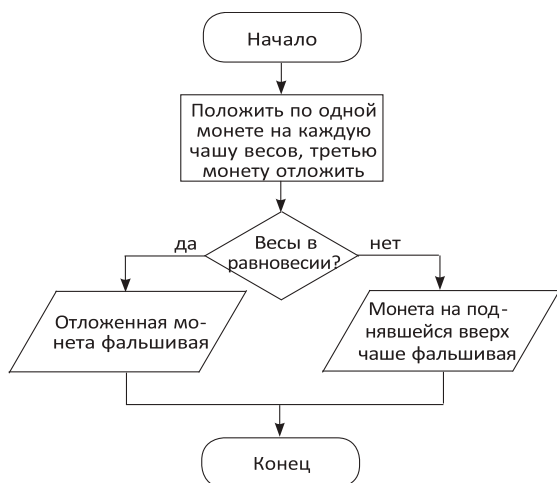 Начало
Положить по одной
монете на каждую
чашу весов, третью
монету отложить
да
Весы в
равновесии?
нет
Отложенная мо-
нета фальшивая
Монета на под-
нявшейся вверх
чаше фальшивая
Конец